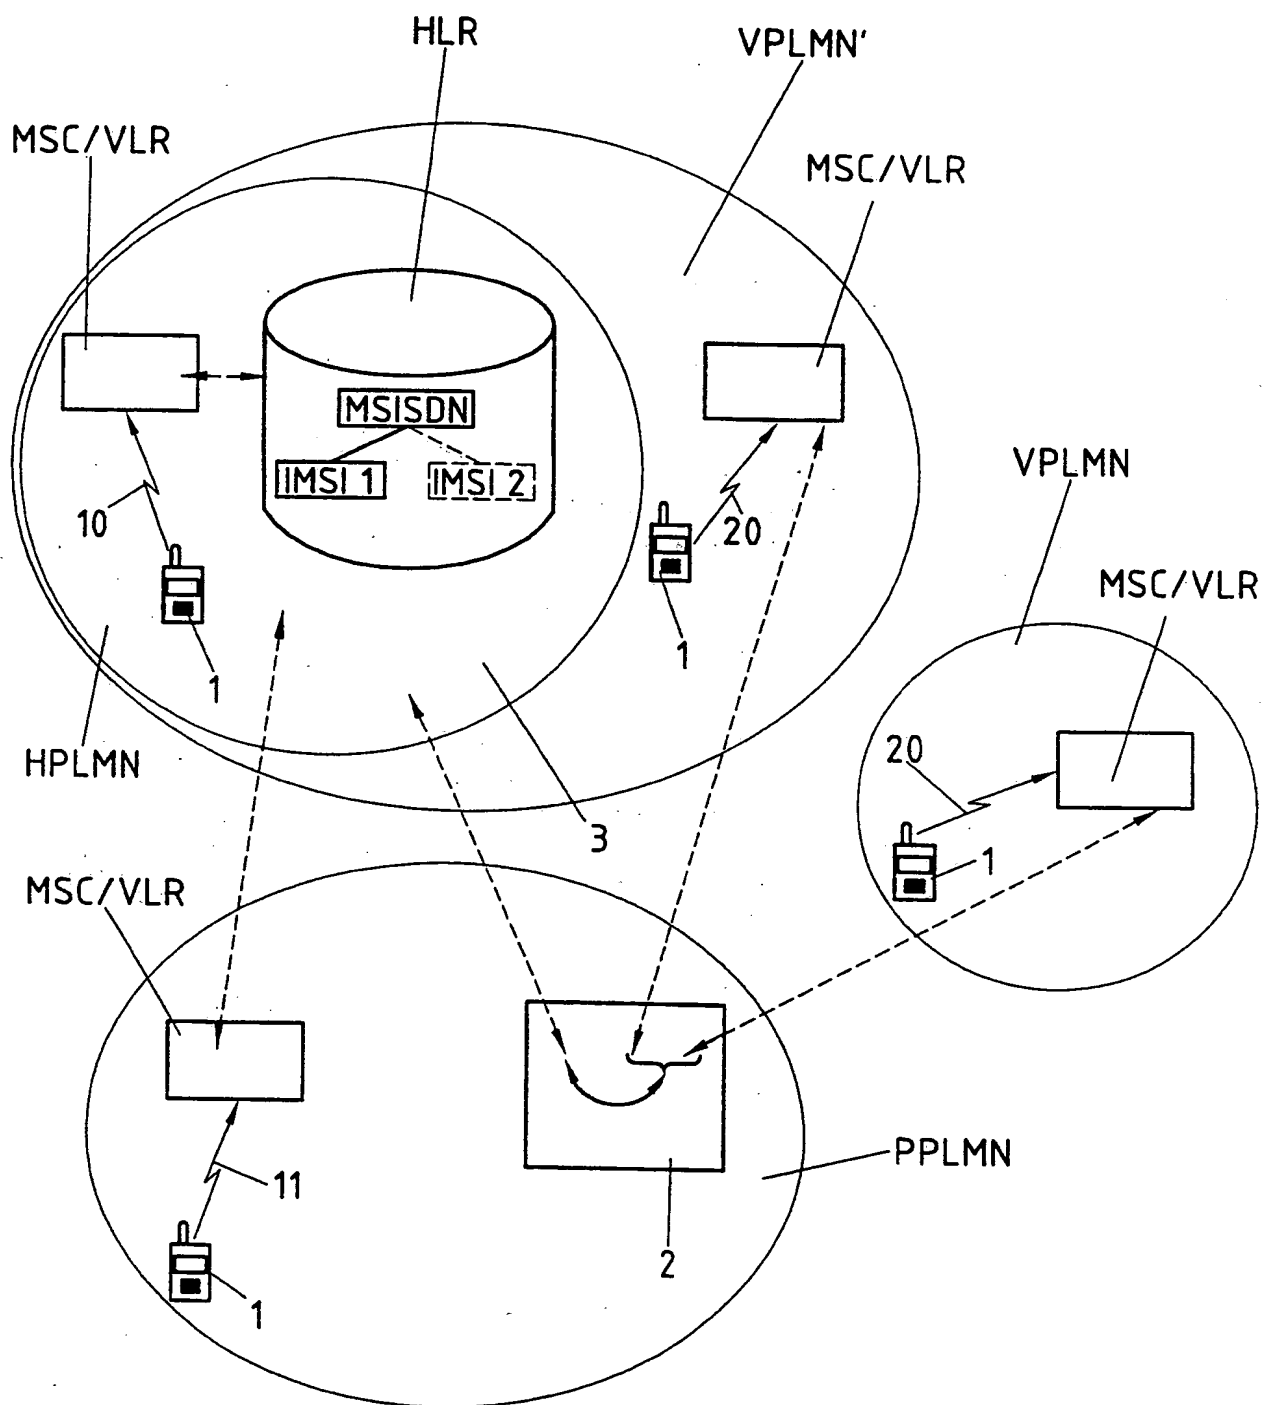 HLR
VPLMN'
MSC/VLR
MSC/VLR
MSISDN
IMSI 1
IMSI 2
VPLMN
10
20
MSC/VLR
1
1
HPLMN
20
3
1
MSC/VLR
PPLMN
11
2
1